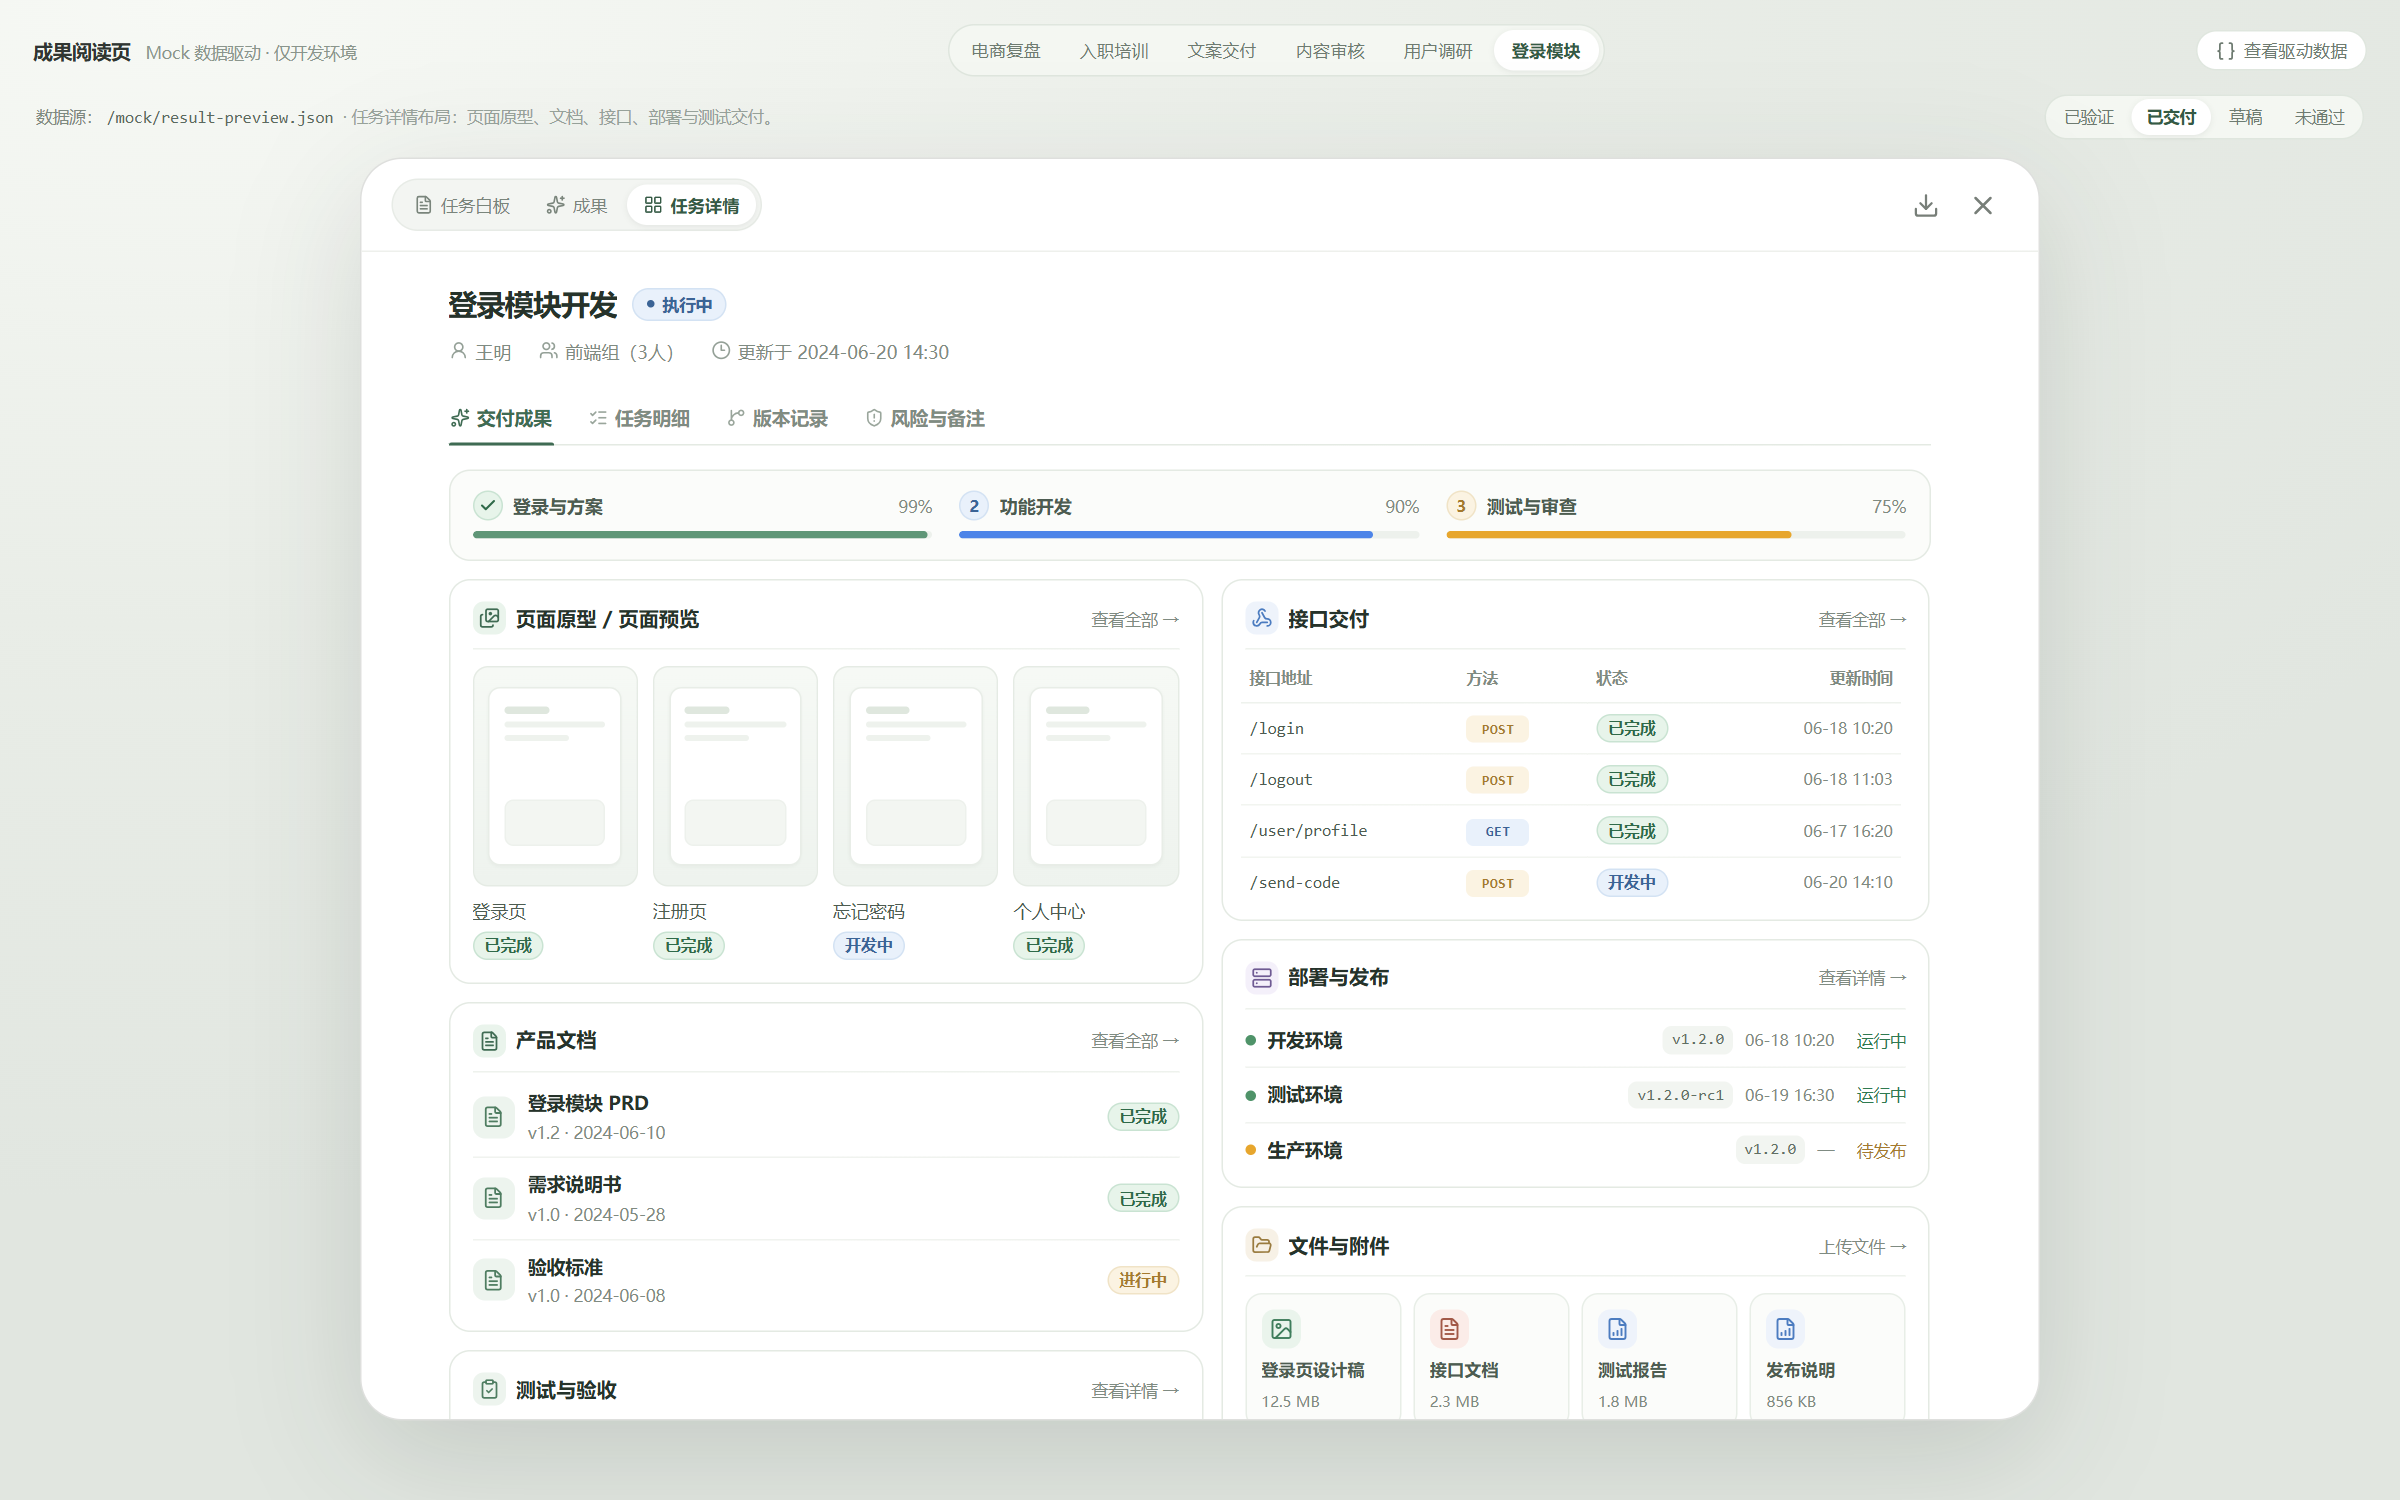 成果阅读页 Mock 数据驱动 · 仅开发环境
电商复盘 入职培训 文案交付 内容审核 用户调研 登录模块
{ } 查看驱动数据
数据源： /mock/result-preview.json · 任务详情布局：页面原型、文档、接口、部署与测试交付。
已验证 已交付 草稿 未通过
任务白板 成果 任务详情
登录模块开发 执行中
王明 前端组（3人） 更新于 2024-06-20 14:30
交付成果 任务明细 版本记录 风险与备注
登录与方案 99%
2 功能开发 90%
3 测试与审查 75%
页面原型 / 页面预览 查看全部 →
登录页 注册页 忘记密码 个人中心
已完成 已完成 开发中 已完成
产品文档 查看全部 →
登录模块 PRD
v1.2 · 2024-06-10
已完成
需求说明书
v1.0 · 2024-05-28
已完成
验收标准
v1.0 · 2024-06-08
进行中
测试与验收 查看详情 →
接口交付 查看全部 →
接口地址 方法 状态 更新时间
/login POST 已完成 06-18 10:20
/logout POST 已完成 06-18 11:03
/user/profile GET 已完成 06-17 16:20
/send-code POST 开发中 06-20 14:10
部署与发布 查看详情 →
开发环境 v1.2.0 06-18 10:20 运行中
测试环境 v1.2.0-rc1 06-19 16:30 运行中
生产环境 v1.2.0 — 待发布
文件与附件 上传文件 →
登录页设计稿 接口文档 测试报告 发布说明
12.5 MB 2.3 MB 1.8 MB 856 KB